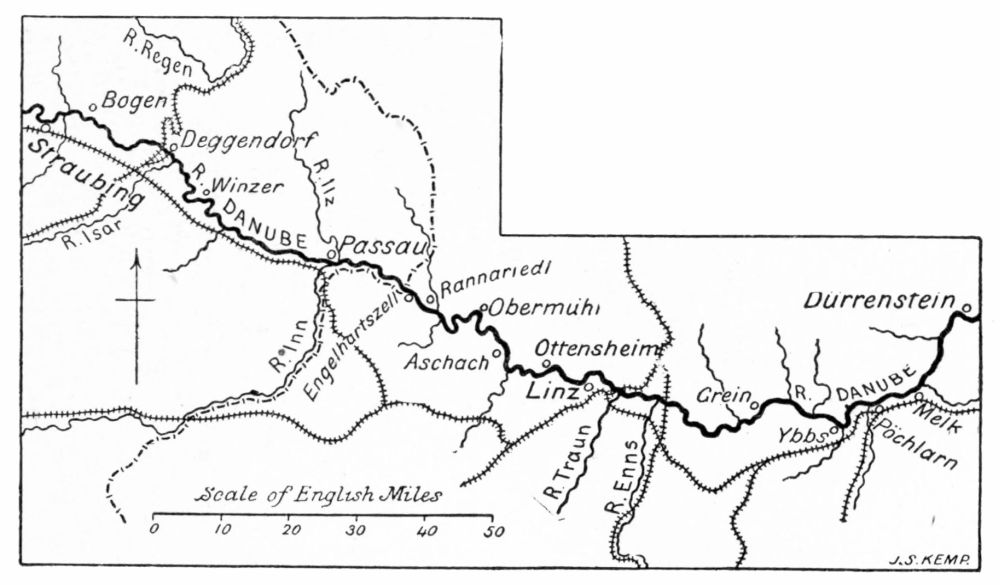 R. Regen
Bogen
Deggendorf
Straubing
R. Ilz
R.
Winzer
DANUBE
R. Isar
Passau
Rannariedl
Obermühl
Engelhartszell
R. Inn
Aschach
Ottensheim
Linz
Dürrenstein
Grein
R.
DANUBE
Melk
Ybbs
Pöchlarn
R. Traun
R. Enns
Scale of English Miles
0 10 20 30 40 50
J.S. KEMP.